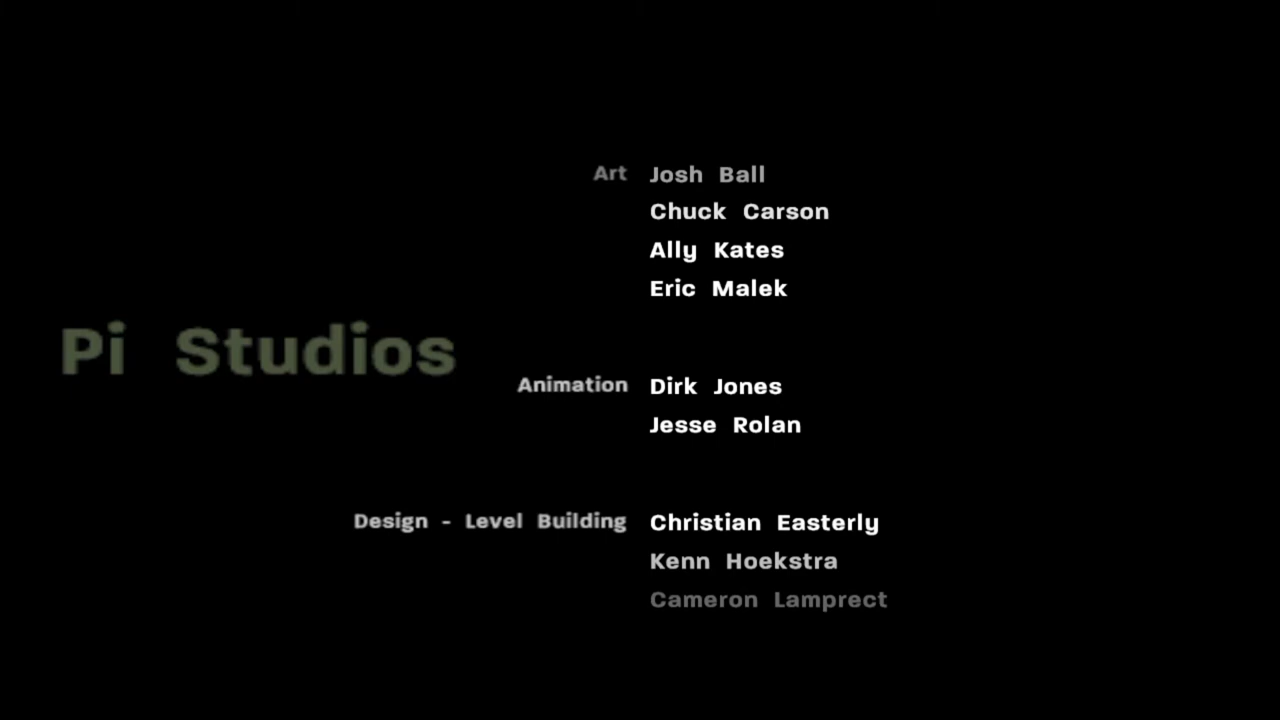 Art Josh Ball
Chuck Carson
Ally Kates
Eric Malek
Pi Studios
Animation Dirk Jones
Jesse Rolan
Design - Level Building Christian Easterly
Kenn Hoekstra
Cameron Lamprect